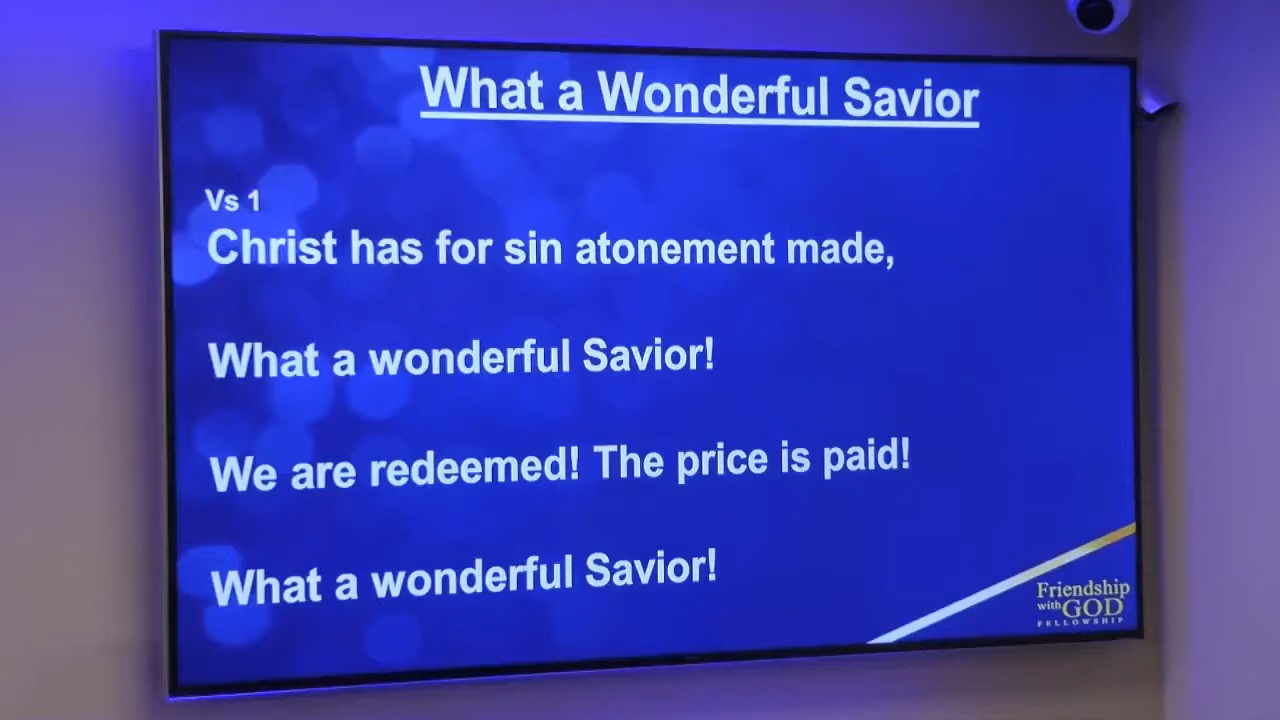 What a Wonderful Savior
Vs 1
Christ has for sin atonement made,
What a wonderful Savior!
We are redeemed! The price is paid!
What a wonderful Savior!
Friendship
with GOD
FELLOWSHIP